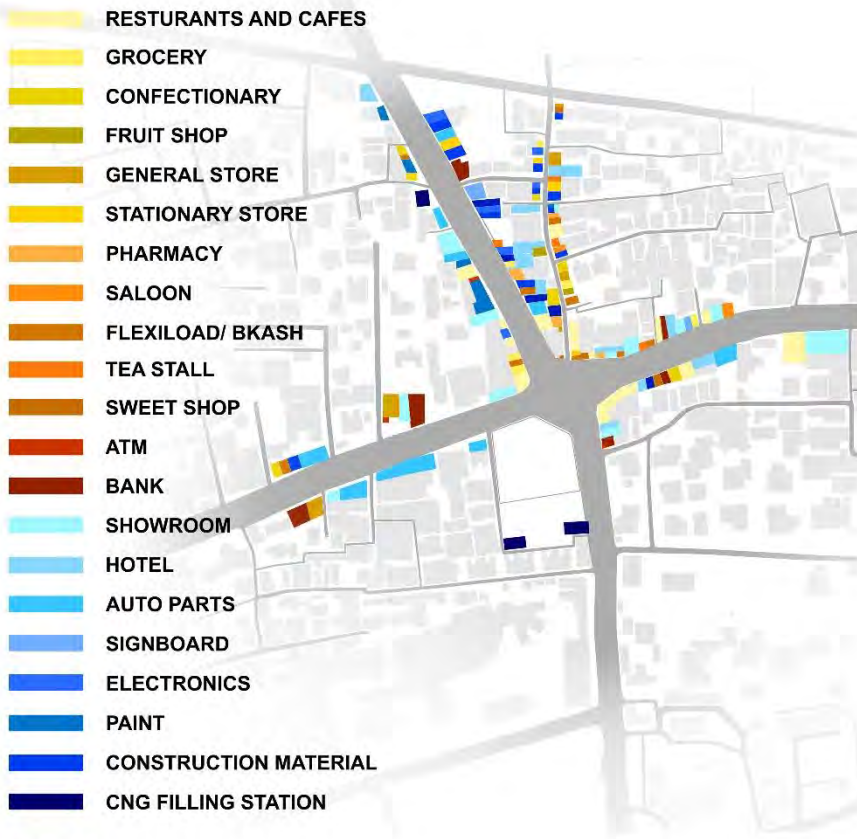 RESTURANTS AND CAFES
GROCERY
CONFECTIONARY
FRUIT SHOP
GENERAL STORE
STATIONARY STORE
PHARMACY
SALOON
FLEXILOAD/ BKASH
TEA STALL
SWEET SHOP
ATM
BANK
SHOWROOM
HOTEL
AUTO PARTS
SIGNBOARD
ELECTRONICS
PAINT
CONSTRUCTION MATERIAL
CNG FILLING STATION